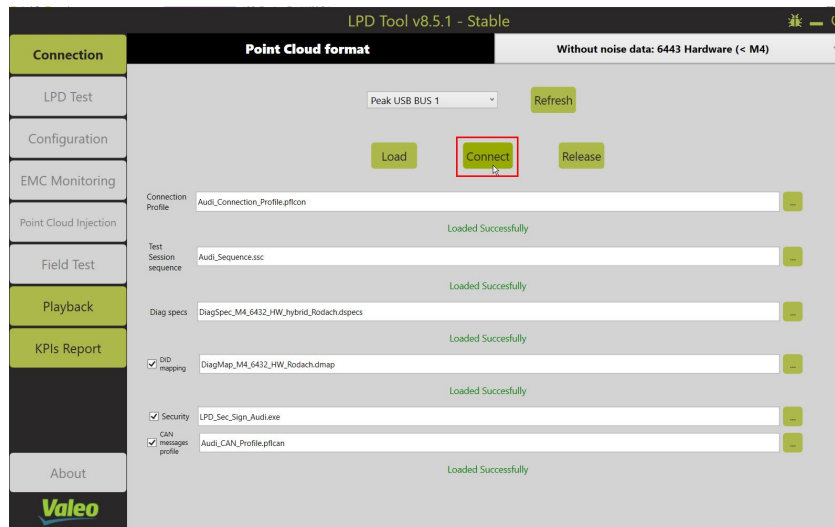 LPD Tool v8.5.1 - Stable
Connection
Point Cloud format
Without noise data: 6443 Hardware (< M4)
LPD Test
Peak USB BUS 1
Refresh
Configuration
Load
Connect
Release
EMC Monitoring
Connection
Profile
Audi_Connection_Profile.pflcon
...
Point Cloud Injection
Loaded Successfully
Test
Session
sequence
Audi_Sequence.ssc
...
Field Test
Loaded Succesfully
Playback
Diag specs
DiagSpec_M4_6432_HW_hybrid_Rodach.dspecs
...
Loaded Succesfully
KPIs Report
DID
mapping
DiagMap_M4_6432_HW_Rodach.dmap
...
Loaded Succesfully
Security
LPD_Sec_Sign_Audi.exe
...
CAN
messages
profile
Audi_CAN_Profile.pflcan
...
Loaded Successfully
About
Valeo